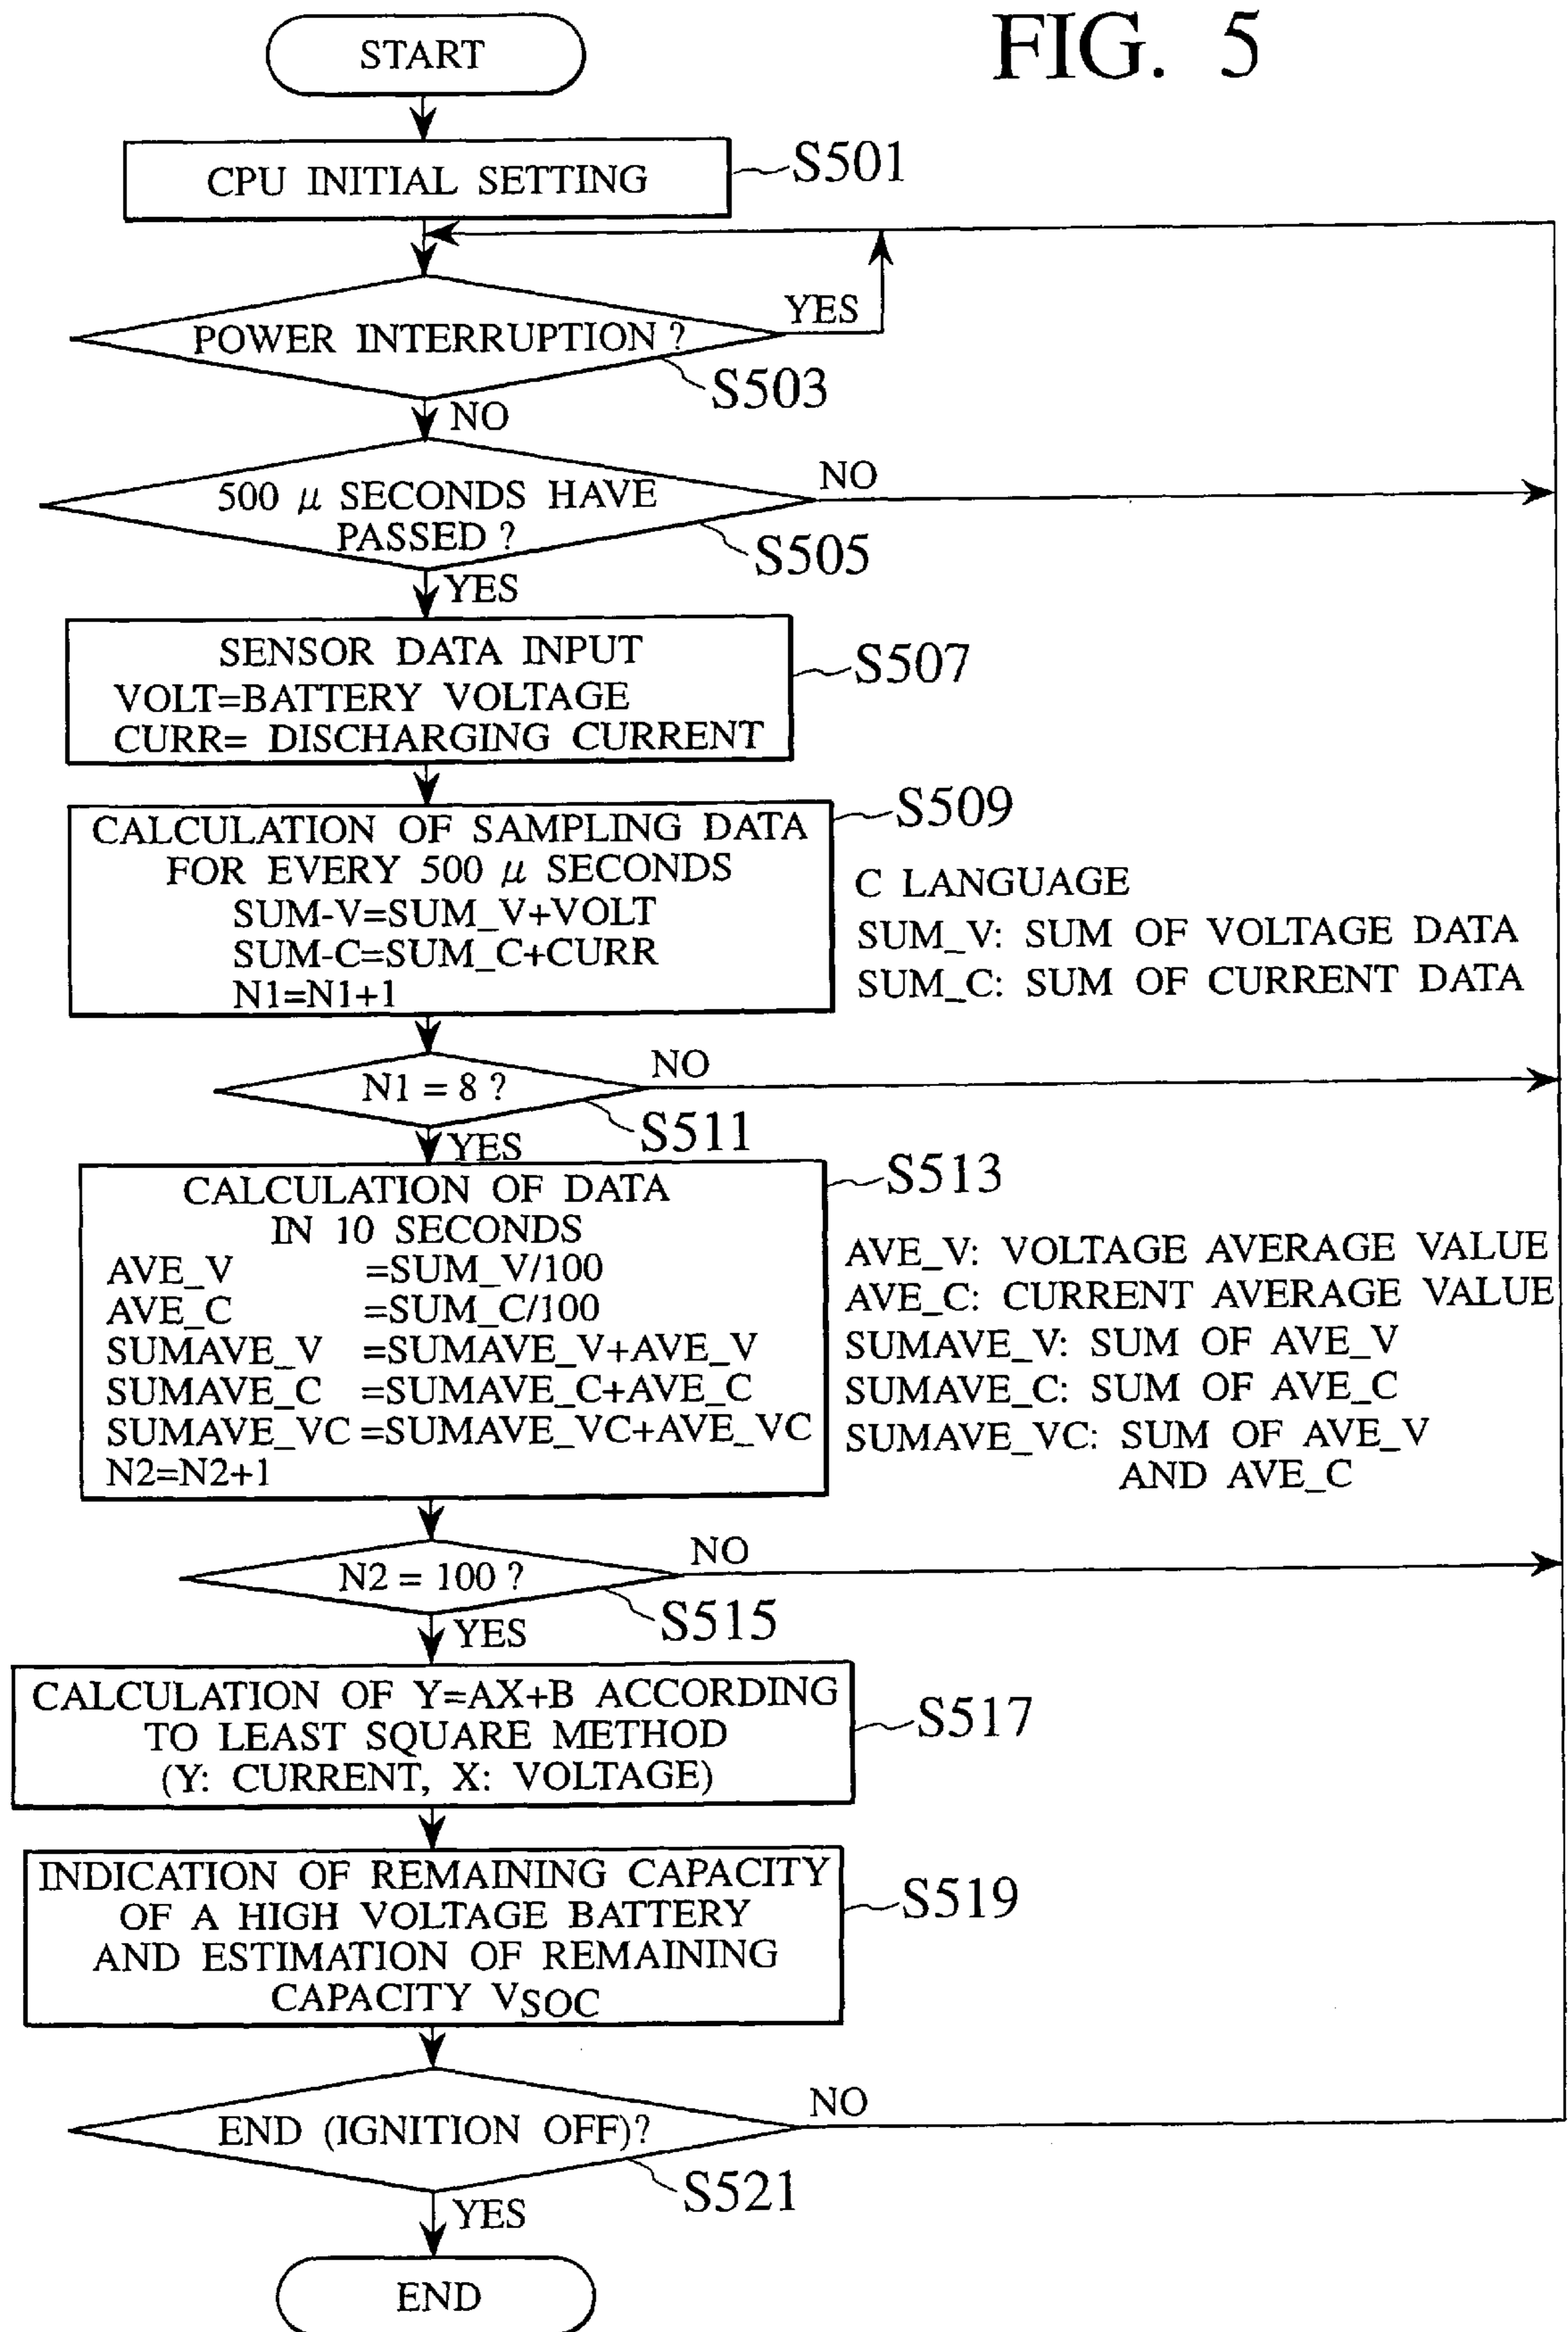 FIG. 5
START
CPU INITIAL SETTING
S501
POWER INTERRUPTION ?
YES
S503
NO
500 μ SECONDS HAVE
PASSED ?
NO
S505
YES
SENSOR DATA INPUT
VOLT=BATTERY VOLTAGE
CURR= DISCHARGING CURRENT
S507
CALCULATION OF SAMPLING DATA
FOR EVERY 500 μ SECONDS
SUM-V=SUM_V+VOLT
SUM-C=SUM_C+CURR
N1=N1+1
S509
C LANGUAGE
SUM_V: SUM OF VOLTAGE DATA
SUM_C: SUM OF CURRENT DATA
N1 = 8 ?
NO
S511
YES
CALCULATION OF DATA
IN 10 SECONDS
AVE_V =SUM_V/100
AVE_C =SUM_C/100
SUMAVE_V =SUMAVE_V+AVE_V
SUMAVE_C =SUMAVE_C+AVE_C
SUMAVE_VC =SUMAVE_VC+AVE_VC
N2=N2+1
S513
AVE_V: VOLTAGE AVERAGE VALUE
AVE_C: CURRENT AVERAGE VALUE
SUMAVE_V: SUM OF AVE_V
SUMAVE_C: SUM OF AVE_C
SUMAVE_VC: SUM OF AVE_V
AND AVE_C
N2 = 100 ?
NO
S515
YES
CALCULATION OF Y=AX+B ACCORDING
TO LEAST SQUARE METHOD
(Y: CURRENT, X: VOLTAGE)
S517
INDICATION OF REMAINING CAPACITY
OF A HIGH VOLTAGE BATTERY
AND ESTIMATION OF REMAINING
CAPACITY VSOC
S519
END (IGNITION OFF)?
NO
S521
YES
END